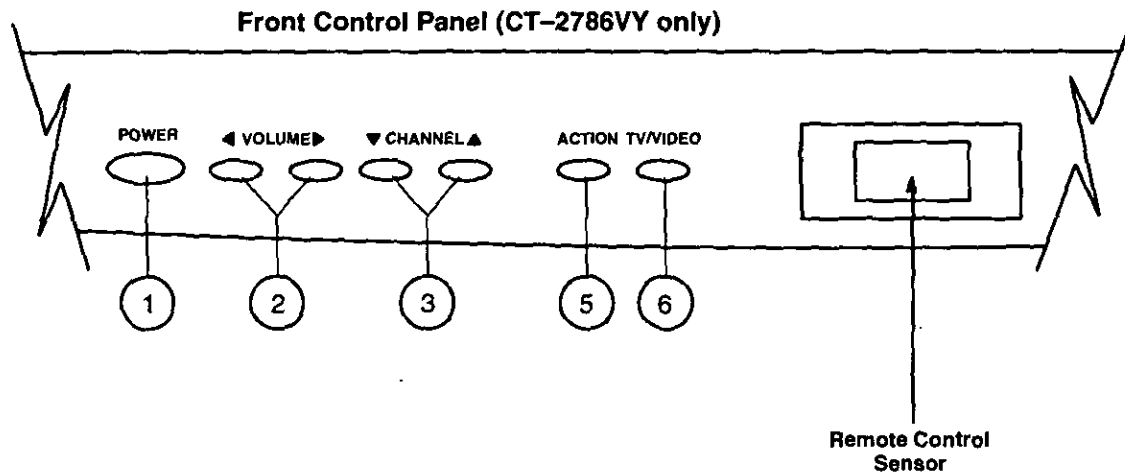 Front Control Panel (CT–2786VY only)
POWER ◀ VOLUME ▶ ▼ CHANNEL ▲ ACTION TV/VIDEO
1 2 3 5 6
Remote Control
Sensor